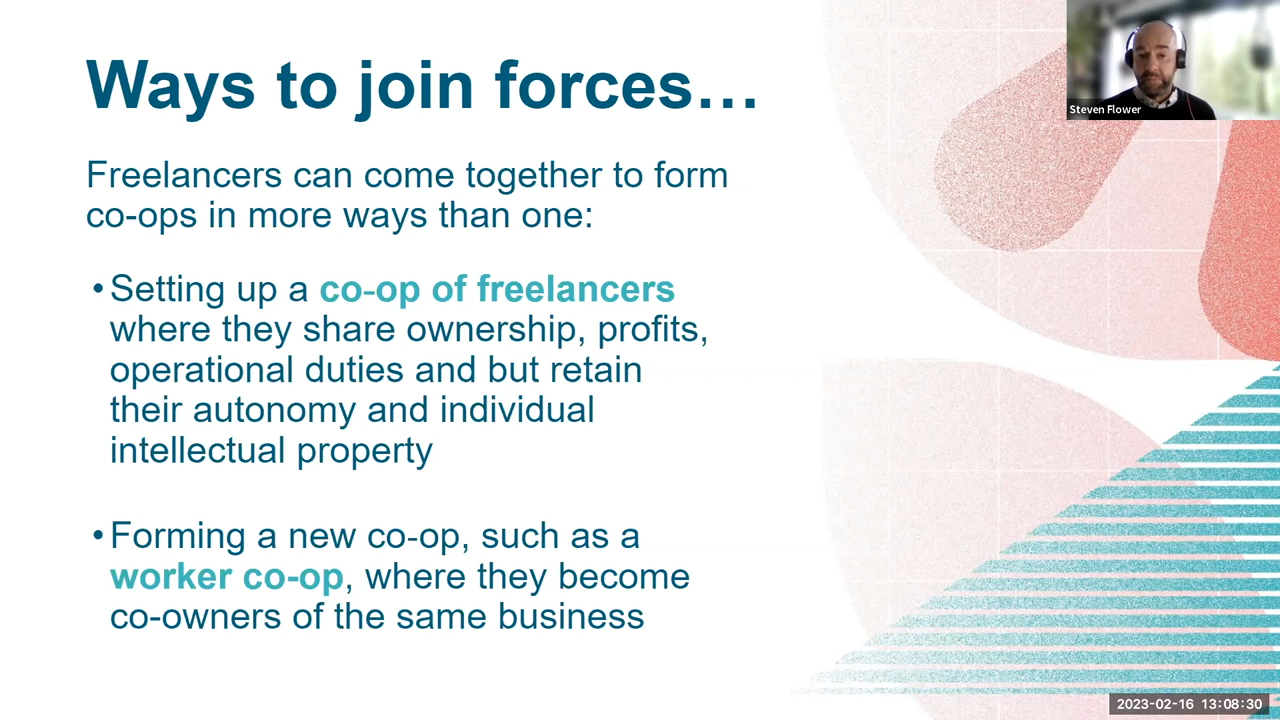 Ways to join forces…
Steven Flower
Freelancers can come together to form
co-ops in more ways than one:
•Setting up a co-op of freelancers
where they share ownership, profits,
operational duties and but retain
their autonomy and individual
intellectual property
•Forming a new co-op, such as a
worker co-op, where they become
co-owners of the same business
2023-02-16 13:08:30